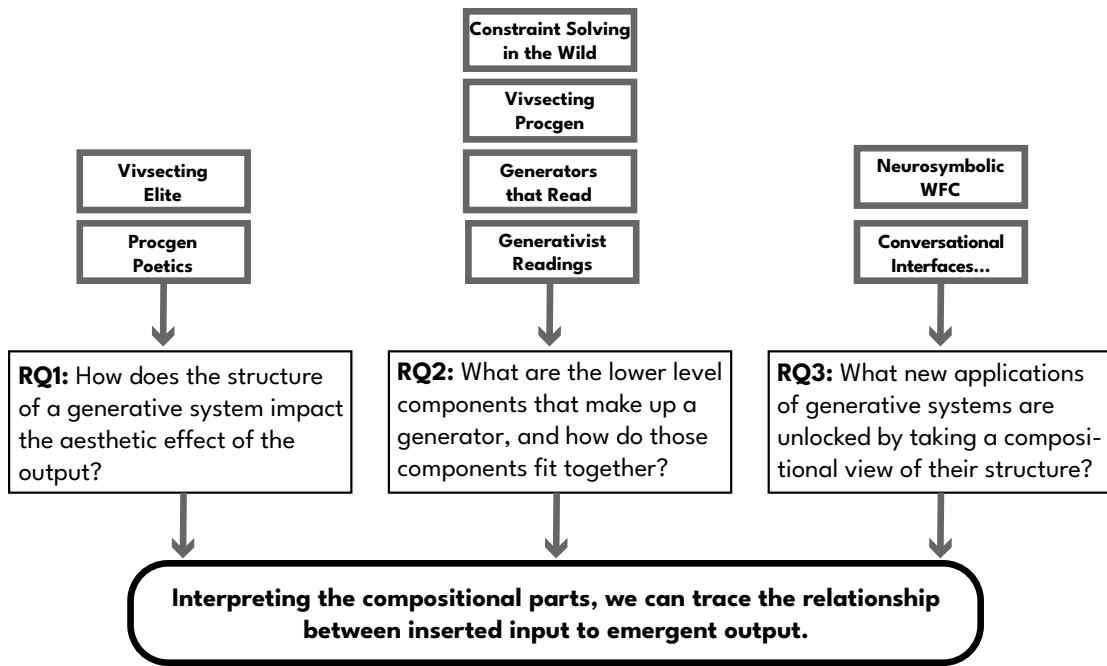 Constraint Solving
in the Wild
Vivsecting
Procgen
Vivsecting
Elite
Generators
that Read
Neurosymbolic
WFC
Procgen
Poetics
Generativist
Readings
Conversational
Interfaces...
RQ1: How does the structure
of a generative system impact
the aesthetic effect of the
output?
RQ2: What are the lower level
components that make up a
generator, and how do those
components fit together?
RQ3: What new applications
of generative systems are
unlocked by taking a composi-
tional view of their structure?
Interpreting the compositional parts, we can trace the relationship
between inserted input to emergent output.